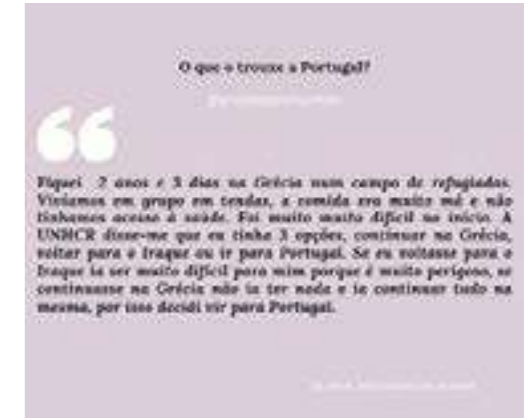 O que o trouxe a Portugal?
“
Fiquei 2 anos e 3 dias na Grécia num campo de refugiados.
Vivíamos em grupo em tendas, a comida era muito má e não
tínhamos acesso à saúde. Foi muito muito difícil no início. A
UNHCR disse-me que eu tinha 3 opções, continuar na Grécia,
voltar para o Iraque ou ir para Portugal. Se eu voltasse para o
Iraque ia ser muito difícil para mim porque é muito perigoso, se
continuasse na Grécia não ia ter nada e ia continuar tudo na
mesma, por isso decidi vir para Portugal.